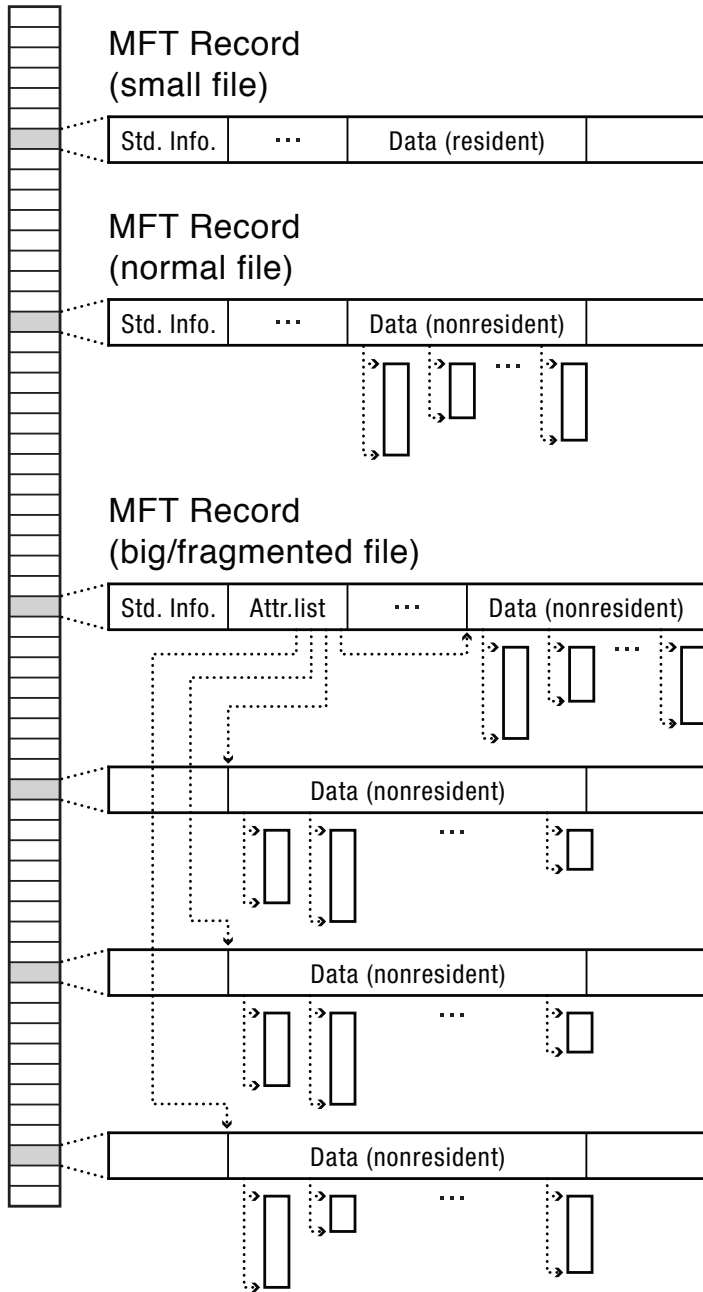 MFT Record
(small file)
Std. Info. ... Data (resident)
MFT Record
(normal file)
Std. Info. ... Data (nonresident)
...
MFT Record
(big/fragmented file)
Std. Info. Attr.list ... Data (nonresident)
...
Data (nonresident)
...
Data (nonresident)
...
Data (nonresident)
...